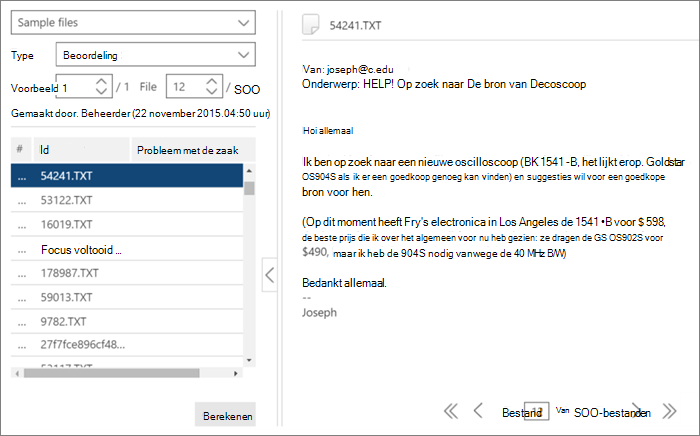 Sample files
Type Beoordeling
Voorbeeld 1 / 1 File 12 / SOO
Gemaakt door. Beheerder (22 november 2015.04:50 uur)
# Id Probleem met de zaak
... 54241.TXT
... 53122.TXT
... 16019.TXT
... Focus voltooid ...
... 178987.TXT
... 59013.TXT
... 9782.TXT
... 27f7fce896cf48...
Berekenen
54241.TXT
Van: joseph@c.edu
Onderwerp: HELP! Op zoek naar De bron van Decoscoop
Hoi allemaal
Ik ben op zoek naar een nieuwe oscilloscoop (BK 1541 -B, het lijkt erop. Goldstar
OS904S als ik er een goedkoop genoeg kan vinden) en suggesties wil voor een goedkope
bron voor hen.
(Op dit moment heeft Fry's electronica in Los Angeles de 1541 •B voor $ 598,
de beste prijs die ik over het algemeen voor nu heb gezien: ze dragen de GS OS902S voor
$490, maar ik heb de 904S nodig vanwege de 40 MHz B/W)
Bedankt allemaal.
--
Joseph
Bestand 12 Van SOO-bestanden